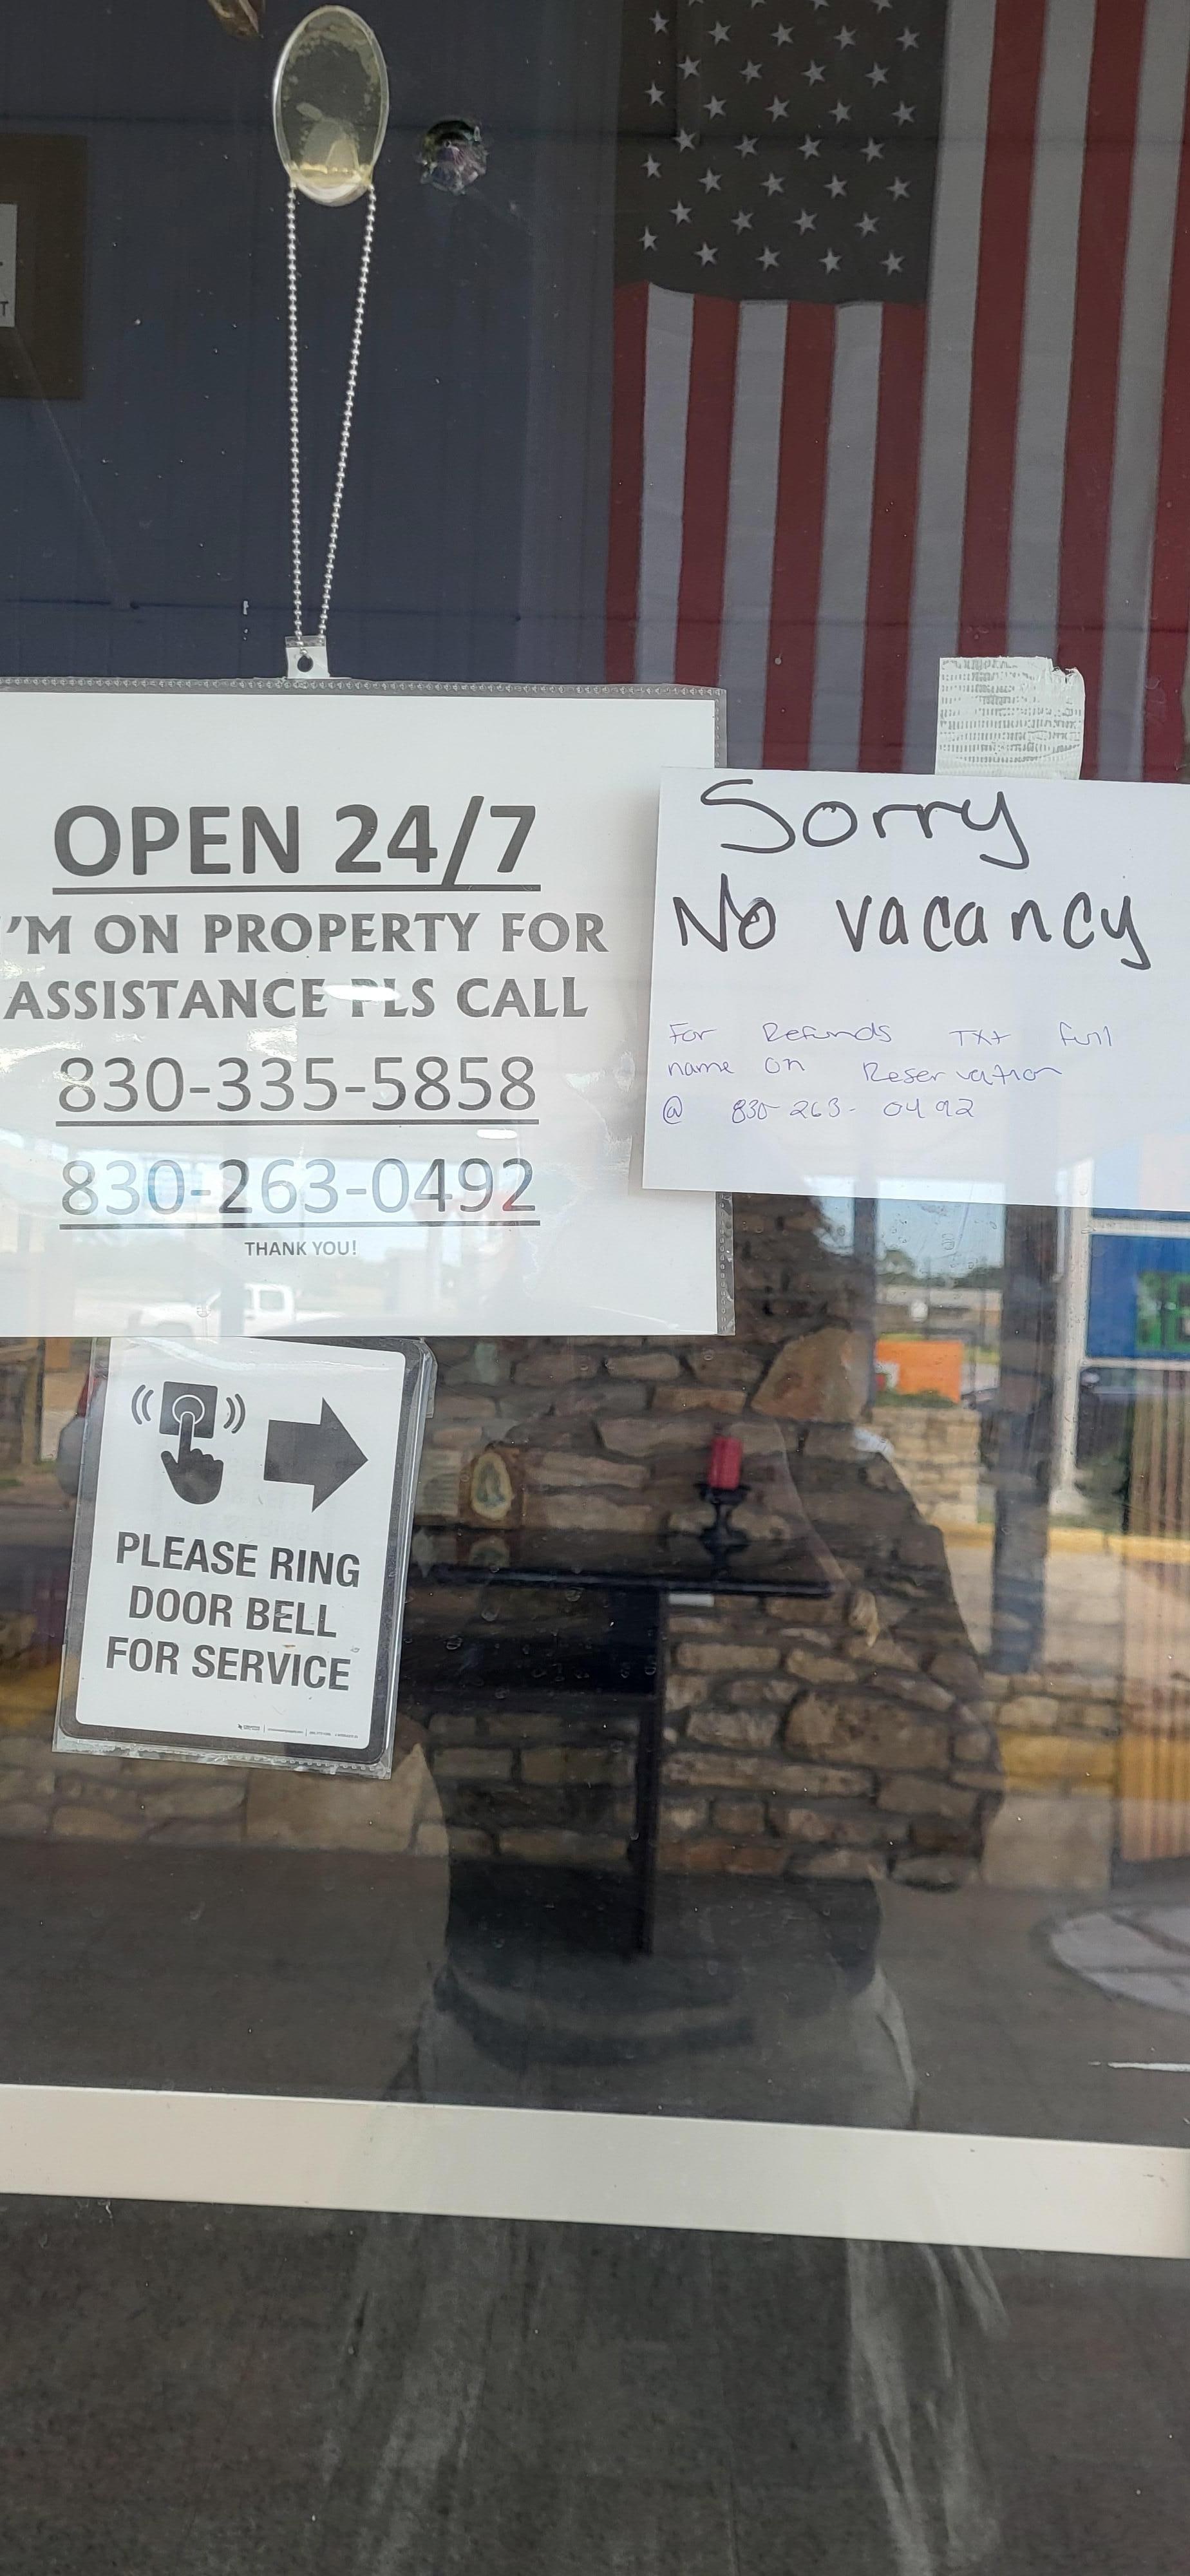 T
OPEN 24/7
'M ON PROPERTY FOR
ASSISTANCE PLS CALL
830-335-5858
830-263-0492
THANK YOU!
Sorry
No vacancy
For Refunds TXt full
name on Reservation
@ 830-263-0492
PLEASE RING
DOOR BELL
FOR SERVICE